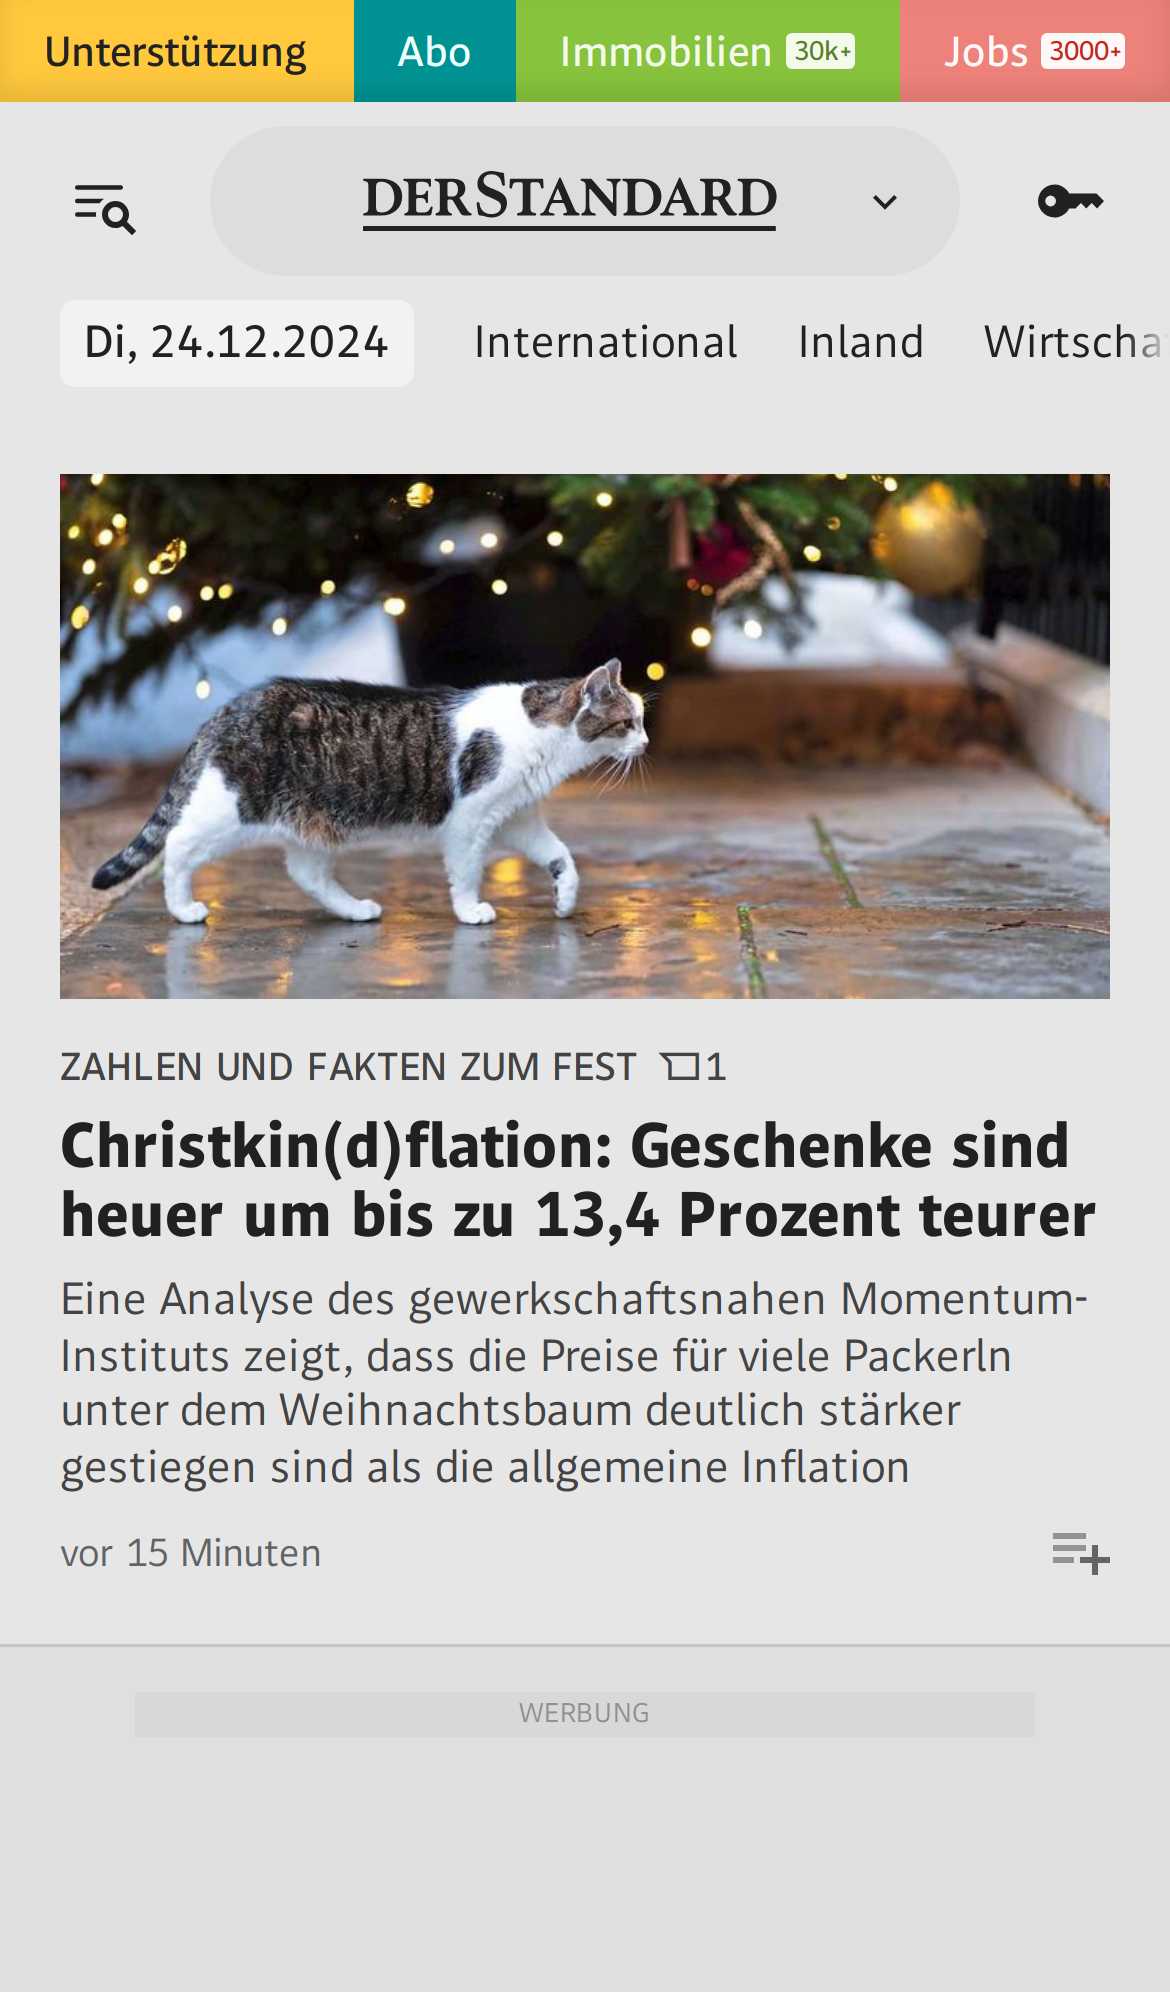 Unterstützung Abo Immobilien 30k+ Jobs 3000+
DERSTANDARD
Di, 24.12.2024 International Inland Wirtscha
ZAHLEN UND FAKTEN ZUM FEST 1
Christkin(d)flation: Geschenke sind
heuer um bis zu 13,4 Prozent teurer
Eine Analyse des gewerkschaftsnahen Momentum-
Instituts zeigt, dass die Preise für viele Packerln
unter dem Weihnachtsbaum deutlich stärker
gestiegen sind als die allgemeine Inflation
vor 15 Minuten
WERBUNG